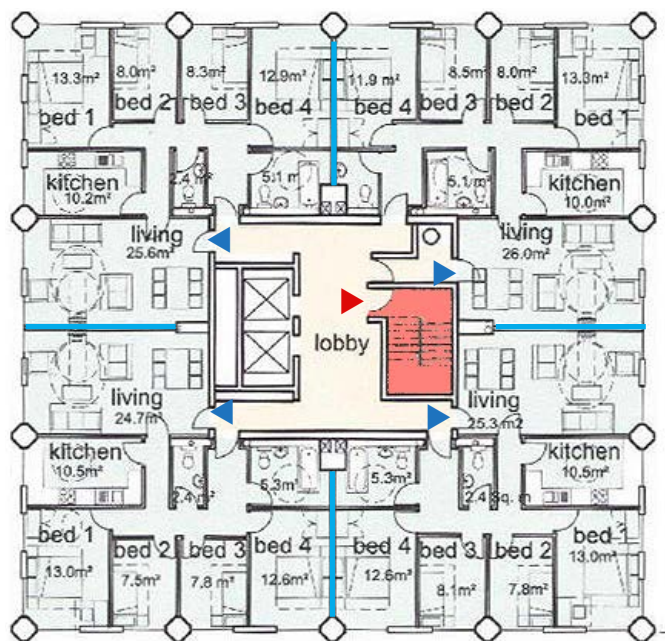 13.3m²
bed 1
8.0m²
bed 2
8.3m²
bed 3
12.9m²
bed 4
11.9 m²
bed 4
8.5m²
bed 3
8.0m²
bed 2
13.3m²
bed 1
kitchen
10.2m²
2.4 m²
5.1 m
5.1 m²
kitchen
10.0m²
living
25.6m²
living
26.0m²
lobby
living
24.7m²
living
25.3m2
kitchen
10.5m²
2.4 m²
5.3m²
5.3m²
2.4 Sq. m
kitchen
10.5m²
bed 1
13.0m²
bed 2
7.5m²
bed 3
7.8 m²
bed 4
12.6m²
bed 4
12.6m²
bed 3
8.1m²
bed 2
7.8m²
bed 1
13.0m²